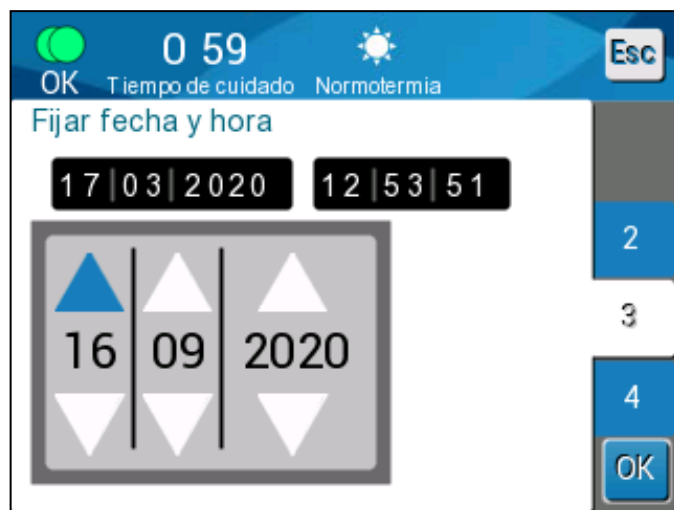 0 59
Esc
OK Tiempo de cuidado Normotermia
Fijar fecha y hora
17|03|2020 12|53|51
2
16 09 2020
3
4
OK